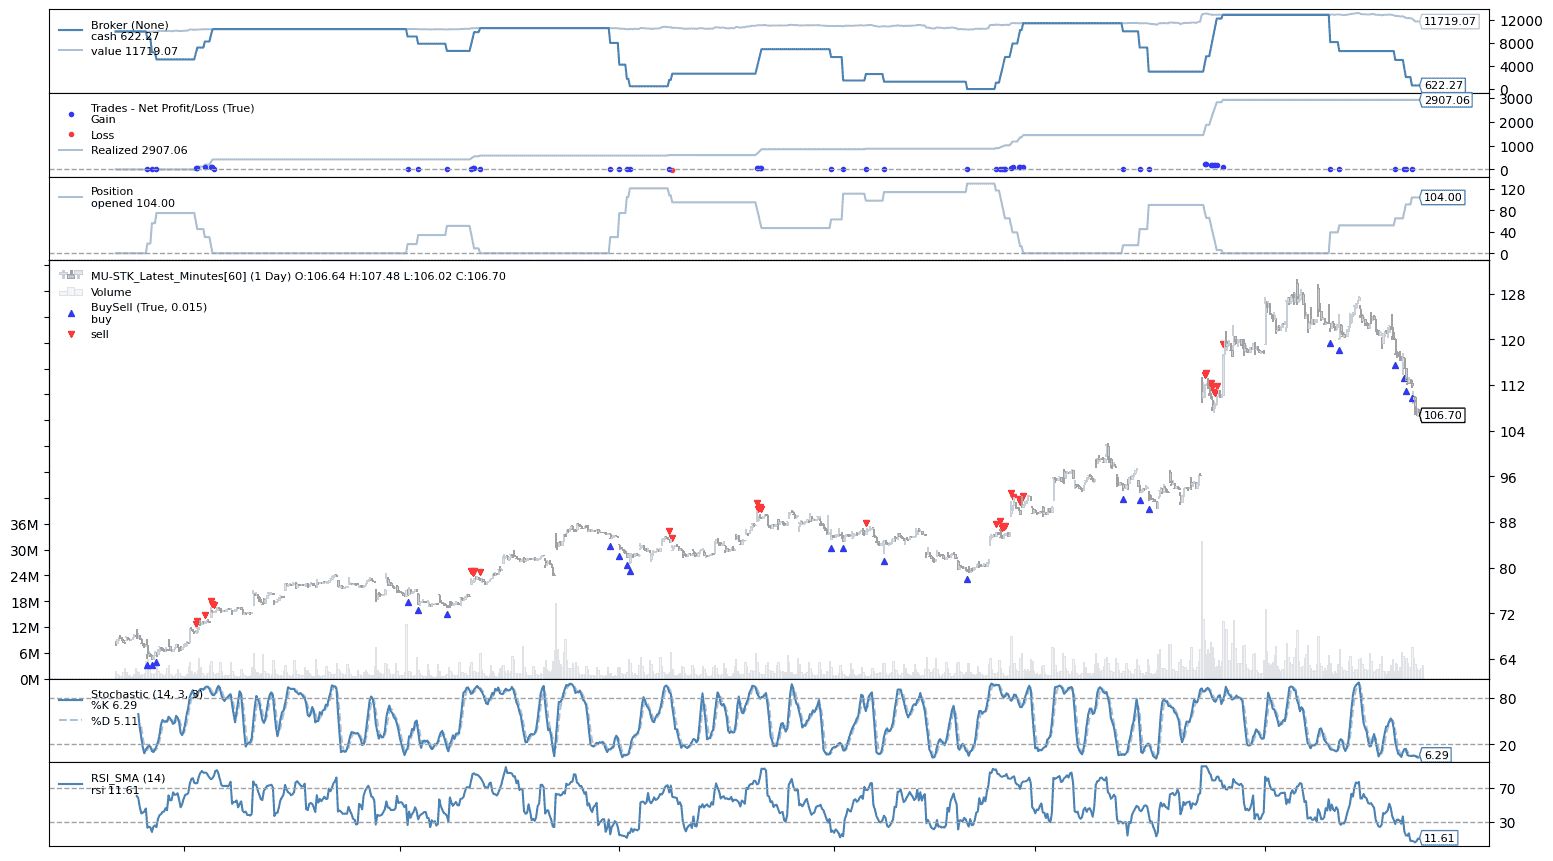 Broker (None)
cash 622.27
value 11719.07
11719.07
12000
8000
4000
622.27
0
Trades - Net Profit/Loss (True)
Gain
Loss
Realized 2907.06
2907.06
3000
2000
1000
0
Position
opened 104.00
120
104.00
80
40
0
MU-STK_Latest_Minutes[60] (1 Day) O:106.64 H:107.48 L:106.02 C:106.70
Volume
BuySell (True, 0.015)
buy
sell
128
120
112
106.70
104
96
88
80
72
64
36M
30M
24M
18M
12M
6M
0M
Stochastic (14, 3, 3)
%K 6.29
%D 5.11
80
20
6.29
RSI_SMA (14)
rsi 11.61
70
30
11.61